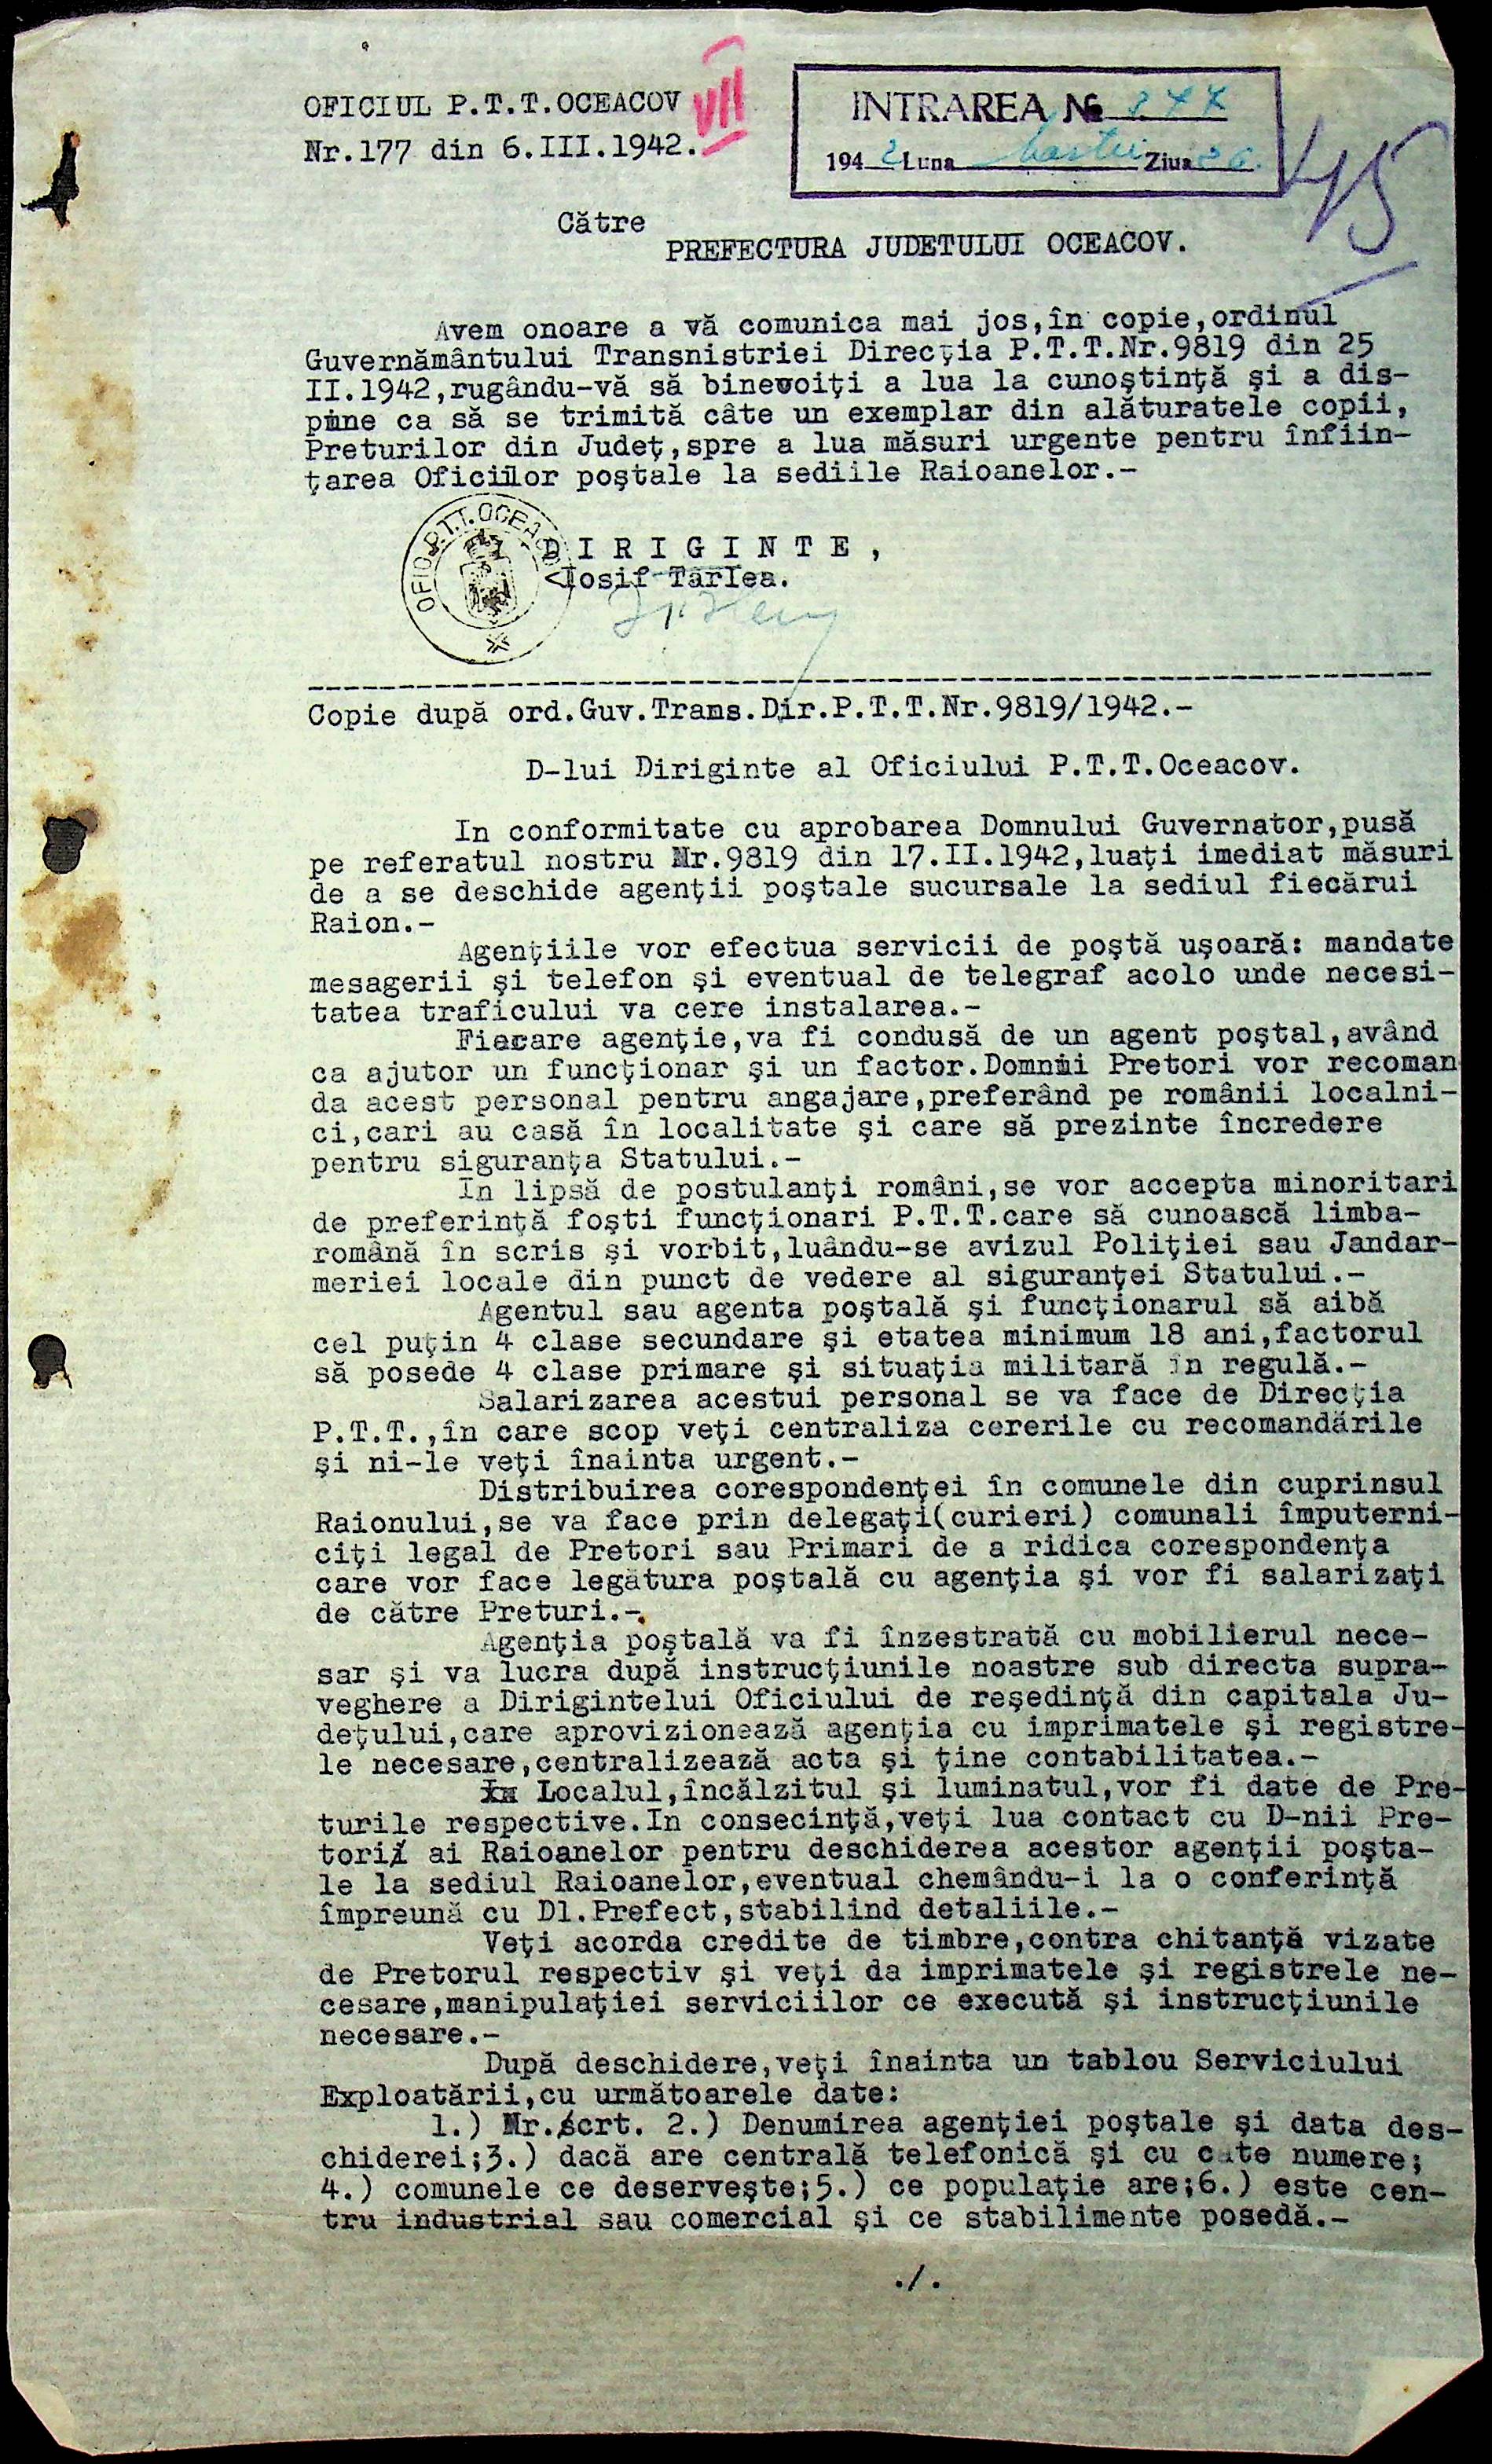 OFICIUL P.T.T.OCEACOV
VII
Nr.177 din 6.III.1942.
INTRAREA №
1942 Luna Martie Ziua 26.
45
Către
PREFECTURA JUDETULUI OCEACOV.
Avem onoare a vă comunica mai jos,în copie,ordinul
Guvernământului Transnistriei Direcţia P.T.T.Nr.9819 din 25
II.1942,rugându-vă să binevoiţi a lua la cunoştinţă şi a dis-
pune ca să se trimită câte un exemplar din alăturatele copii,
Preturilor din Judeţ,spre a lua măsuri urgente pentru înfiin-
ţarea Oficiilor poştale la sediile Raioanelor.-
OFIC.P.T.T.OCEACOV
DIRIGINTE,
Iosif Târlea.
Copie după ord.Guv.Trans.Dir.P.T.T.Nr.9819/1942.-
D-lui Diriginte al Oficiului P.T.T.Oceacov.
In conformitate cu aprobarea Domnului Guvernator,pusă
pe referatul nostru Nr.9819 din 17.II.1942,luaţi imediat măsuri
de a se deschide agenţii poştale sucursale la sediul fiecărui
Raion.-
Agenţiile vor efectua servicii de poştă uşoară: mandate
mesagerii şi telefon şi eventual de telegraf acolo unde necesi-
tatea traficului va cere instalarea.-
Fiecare agenţie,va fi condusă de un agent poştal,având
ca ajutor un funcţionar şi un factor.Domnii Pretori vor recoman
da acest personal pentru angajare,preferând pe românii localni-
ci,cari au casă în localitate şi care să prezinte încredere
pentru siguranţa Statului.-
In lipsă de postulanţi români,se vor accepta minoritari
de preferinţă foşti funcţionari P.T.T.care să cunoască limba-
română în scris şi vorbit,luându-se avizul Poliţiei sau Jandar-
meriei locale din punct de vedere al siguranţei Statului.-
Agentul sau agenta poştală şi funcţionarul să aibă
cel puţin 4 clase secundare şi etatea minimum 18 ani,factorul
să posede 4 clase primare şi situaţia militară în regulă.-
Salarizarea acestui personal se va face de Direcţia
P.T.T.,în care scop veţi centraliza cererile cu recomandările
şi ni-le veţi înainta urgent.-
Distribuirea corespondenţei în comunele din cuprinsul
Raionului,se va face prin delegaţi(curieri) comunali împuterni-
ciţi legal de Pretori sau Primari de a ridica corespondenţa
care vor face legătura poştală cu agenţia şi vor fi salarizaţi
de către Preturi.-
Agenţia poştală va fi înzestrată cu mobilierul nece-
sar şi va lucra după instrucţiunile noastre sub directa supra-
veghere a Dirigintelui Oficiului de reşedinţă din capitala Ju-
deţului,care aprovizionează agenţia cu imprimatele şi registre-
le necesare,centralizează acta şi ţine contabilitatea.-
Localul,încălzitul şi luminatul,vor fi date de Pre-
turile respective.In consecinţă,veţi lua contact cu D-nii Pre-
tori ai Raioanelor pentru deschiderea acestor agenţii poşta-
le la sediul Raioanelor,eventual chemându-i la o conferinţă
împreună cu Dl.Prefect,stabilind detaliile.-
Veţi acorda credite de timbre,contra chitanţă vizate
de Pretorul respectiv şi veţi da imprimatele şi registrele ne-
cesare,manipulaţiei serviciilor ce execută şi instrucţiunile
necesare.-
După deschidere,veţi înainta un tablou Serviciului
Exploatării,cu următoarele date:
1.) Nr.crt. 2.) Denumirea agenţiei poştale şi data des-
chiderei;3.) dacă are centrală telefonică şi cu câte numere;
4.) comunele ce deserveşte;5.) ce populaţie are;6.) este cen-
tru industrial sau comercial şi ce stabilimente posedă.-
./.